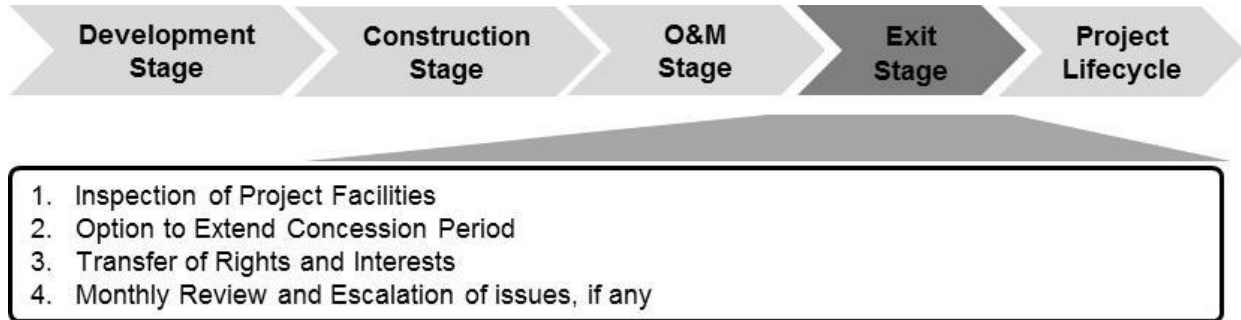 Development
Stage
Construction
Stage
O&M
Stage
Exit
Stage
Project
Lifecycle
1. Inspection of Project Facilities
2. Option to Extend Concession Period
3. Transfer of Rights and Interests
4. Monthly Review and Escalation of issues, if any